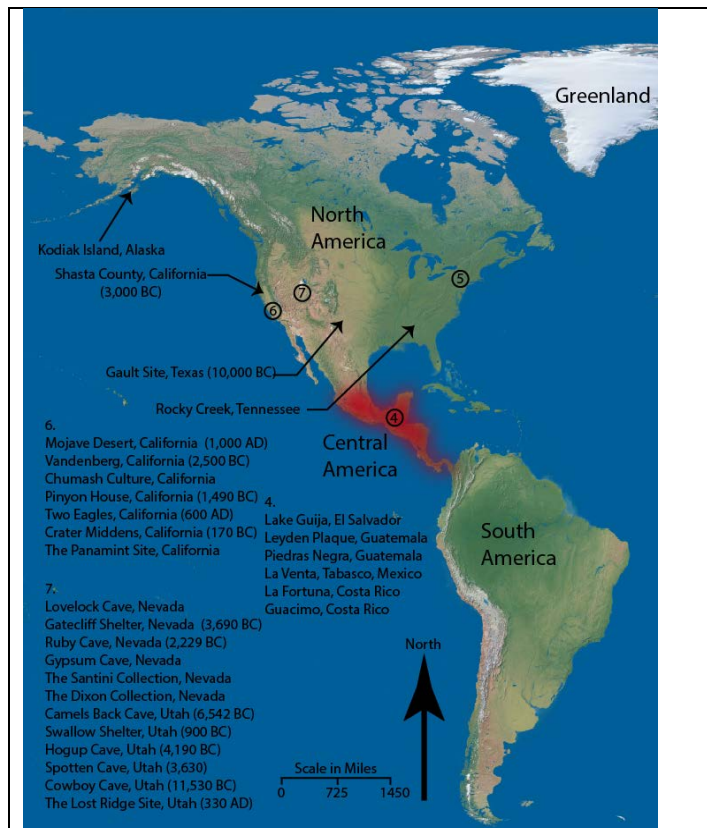 Greenland
North
America
Kodiak Island, Alaska
Shasta County, California
(3,000 BC)
5
7
6
Gault Site, Texas (10,000 BC)
Rocky Creek, Tennessee
4
Central
America
6.
Mojave Desert, California (1,000 AD)
Vandenberg, California (2,500 BC)
Chumash Culture, California
Pinyon House, California (1,490 BC)
Two Eagles, California (600 AD)
Crater Middens, California (170 BC)
The Panamint Site, California
4.
Lake Guija, El Salvador
Leyden Plaque, Guatemala
Piedras Negra, Guatemala
La Venta, Tabasco, Mexico
La Fortuna, Costa Rico
Guacimo, Costa Rico
South
America
7.
Lovelock Cave, Nevada
Gatecliff Shelter, Nevada (3,690 BC)
Ruby Cave, Nevada (2,229 BC)
Gypsum Cave, Nevada
The Santini Collection, Nevada
The Dixon Collection, Nevada
Camels Back Cave, Utah (6,542 BC)
Swallow Shelter, Utah (900 BC)
Hogup Cave, Utah (4,190 BC)
Spotten Cave, Utah (3,630)
Cowboy Cave, Utah (11,530 BC)
The Lost Ridge Site, Utah (330 AD)
North
Scale in Miles
0 725 1450